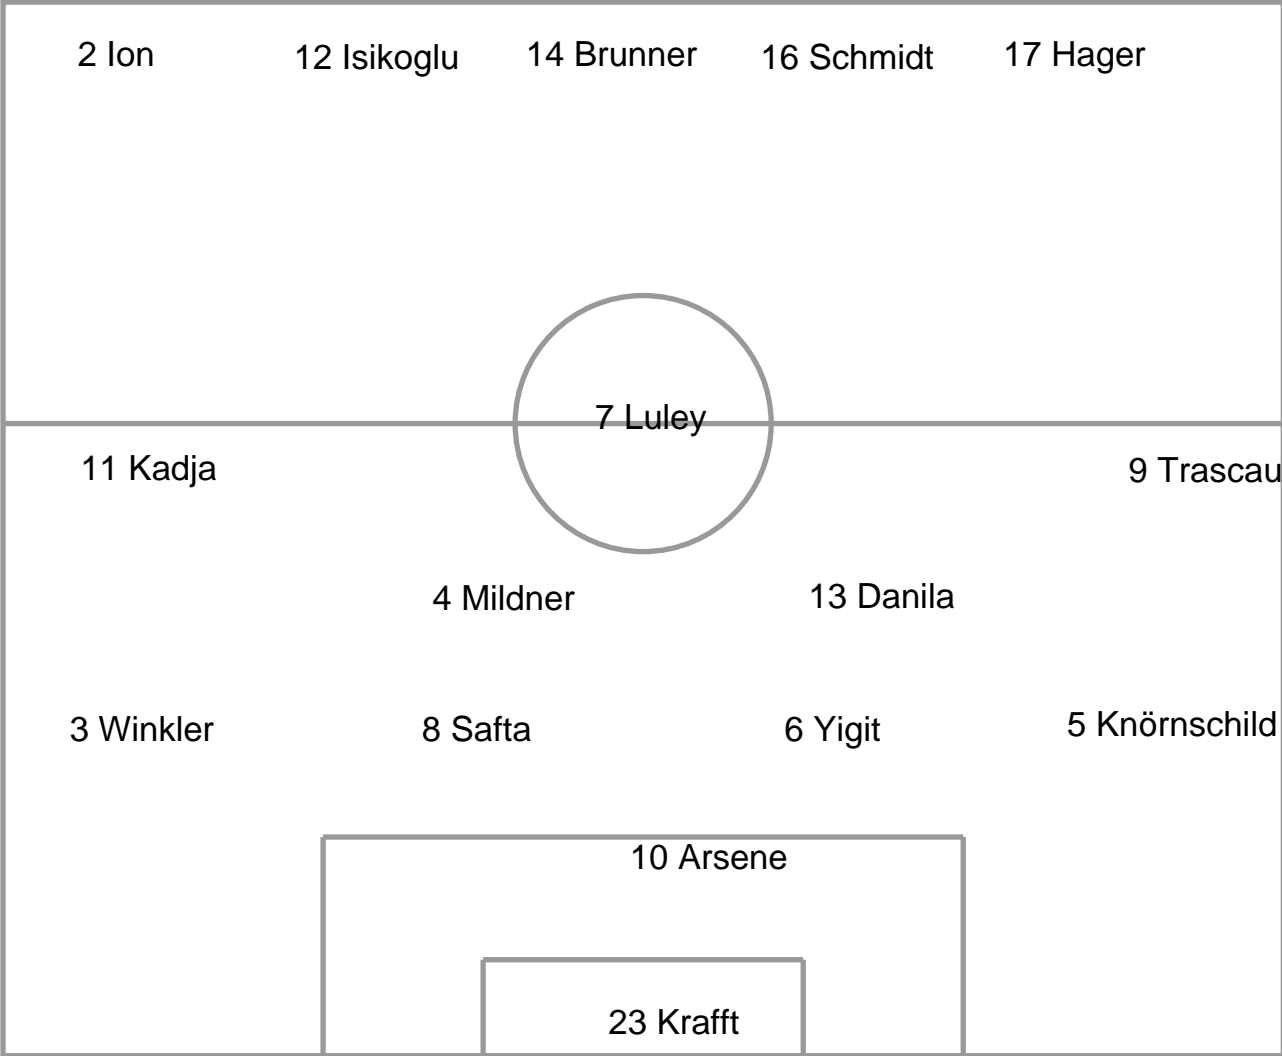 2 Ion
12 Isikoglu
14 Brunner
16 Schmidt
17 Hager
7 Luley
11 Kadja
9 Trascau
4 Mildner
13 Danila
3 Winkler
8 Safta
6 Yigit
5 Knörnschild
10 Arsene
23 Krafft